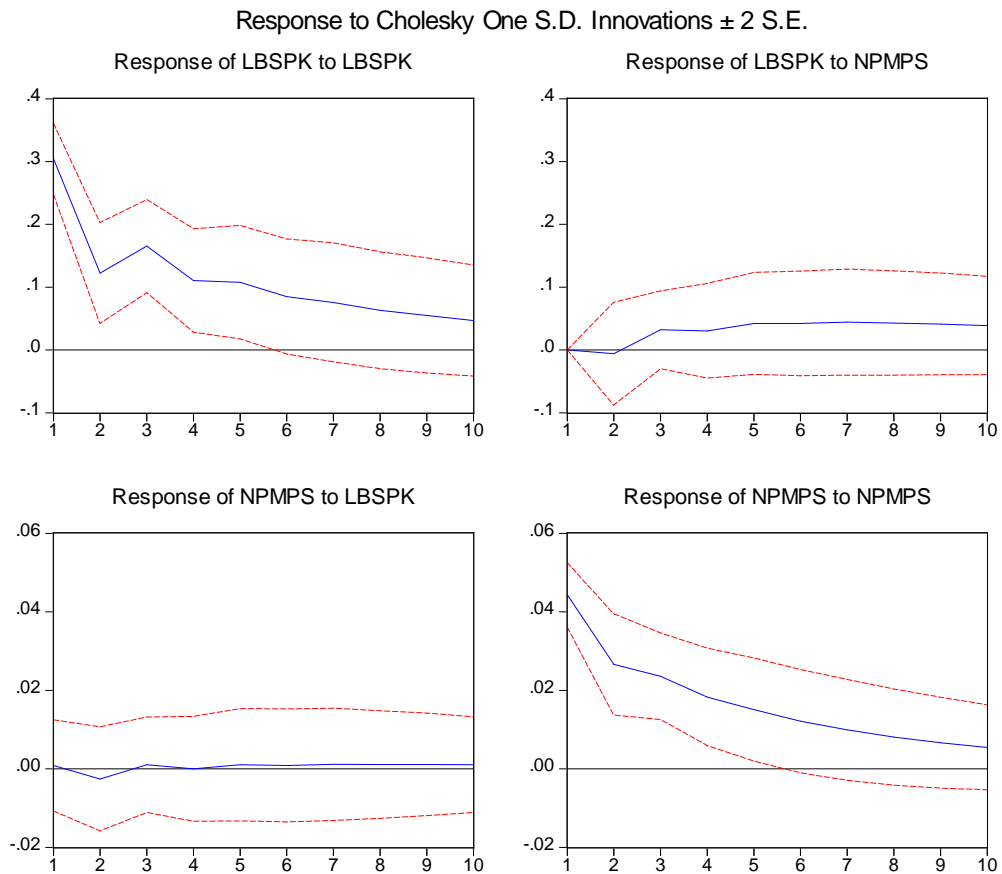 Response to Cholesky One S.D. Innovations ± 2 S.E.
Response of LBSPK to LBSPK
.4
.3
.2
.1
.0
-.1
1 2 3 4 5 6 7 8 9 10
Response of LBSPK to NPMPS
.4
.3
.2
.1
.0
-.1
1 2 3 4 5 6 7 8 9 10
Response of NPMPS to LBSPK
.06
.04
.02
.00
-.02
1 2 3 4 5 6 7 8 9 10
Response of NPMPS to NPMPS
.06
.04
.02
.00
-.02
1 2 3 4 5 6 7 8 9 10